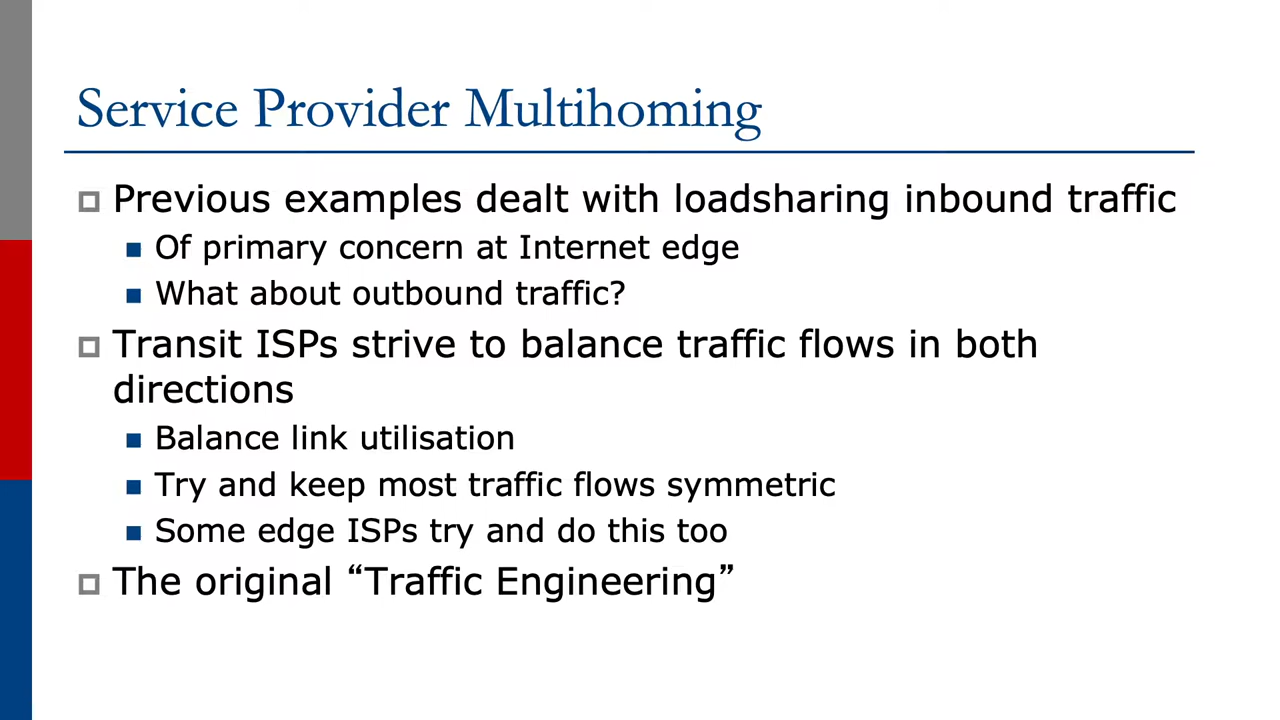 Service Provider Multihoming
Previous examples dealt with loadsharing inbound traffic
Of primary concern at Internet edge
What about outbound traffic?
Transit ISPs strive to balance traffic flows in both
directions
Balance link utilisation
Try and keep most traffic flows symmetric
Some edge ISPs try and do this too
The original “Traffic Engineering”